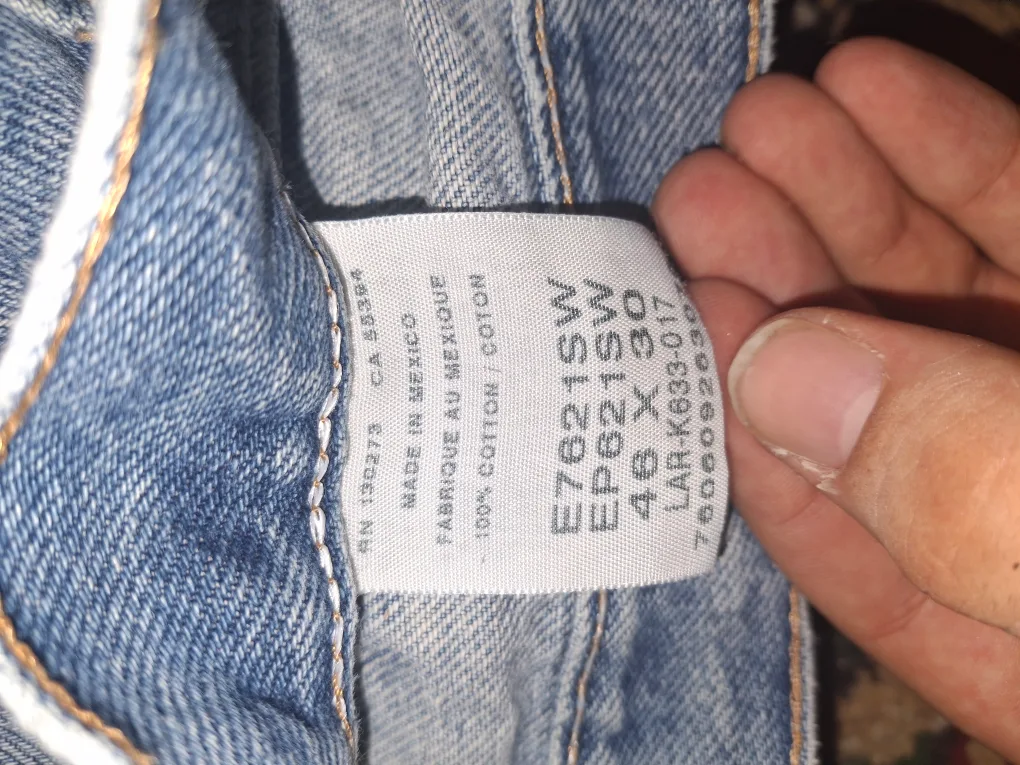 RN 130273 CA 55384
MADE IN MEXICO
FABRIQUE AU MEXIQUE
100% COTTON / COTON
E7621SW
EP621SW
46 X 30
LAR-K633-017